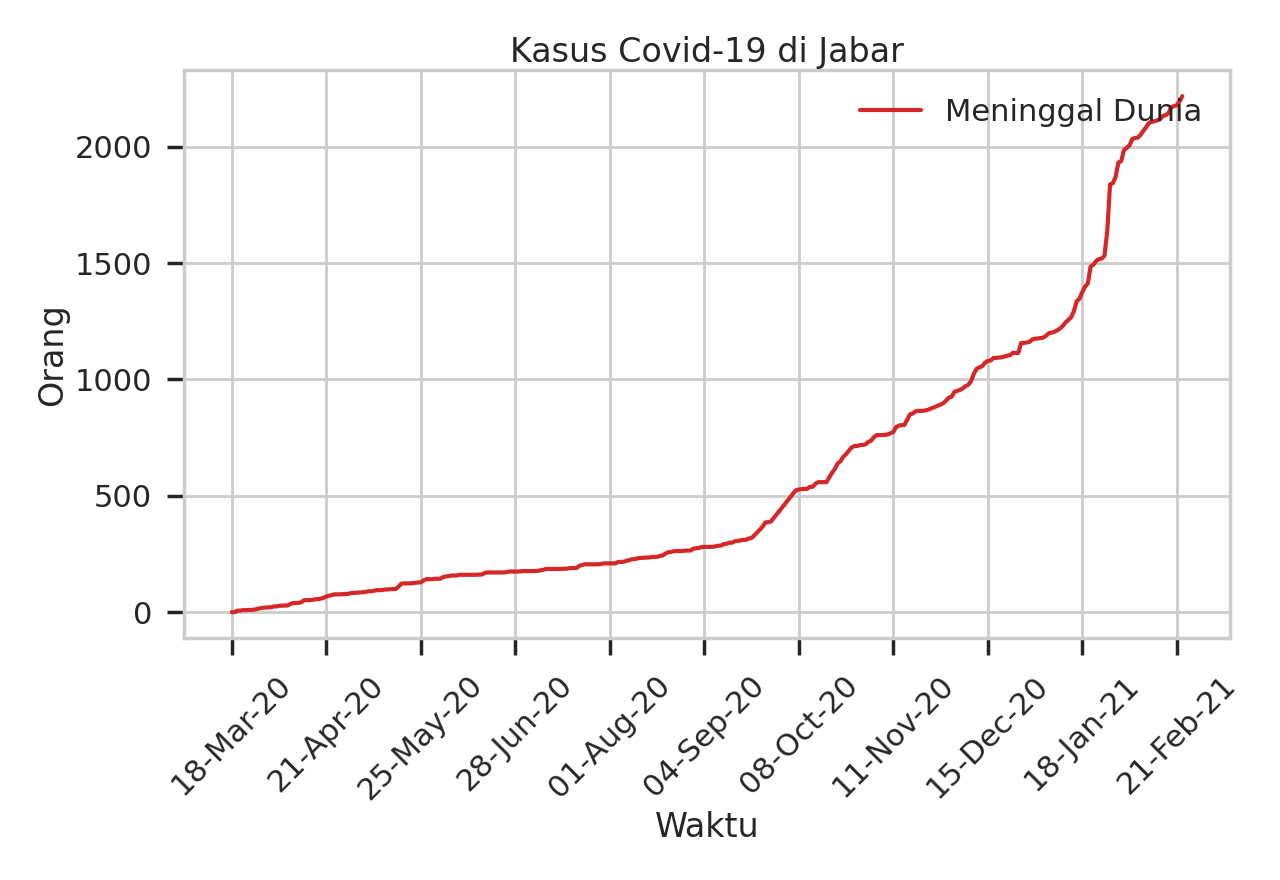 Kasus Covid-19 di Jabar
Meninggal Dunia
2000
1500
1000
500
0
Orang
18-Mar-20
21-Apr-20
25-May-20
28-Jun-20
01-Aug-20
04-Sep-20
08-Oct-20
11-Nov-20
15-Dec-20
18-Jan-21
21-Feb-21
Waktu